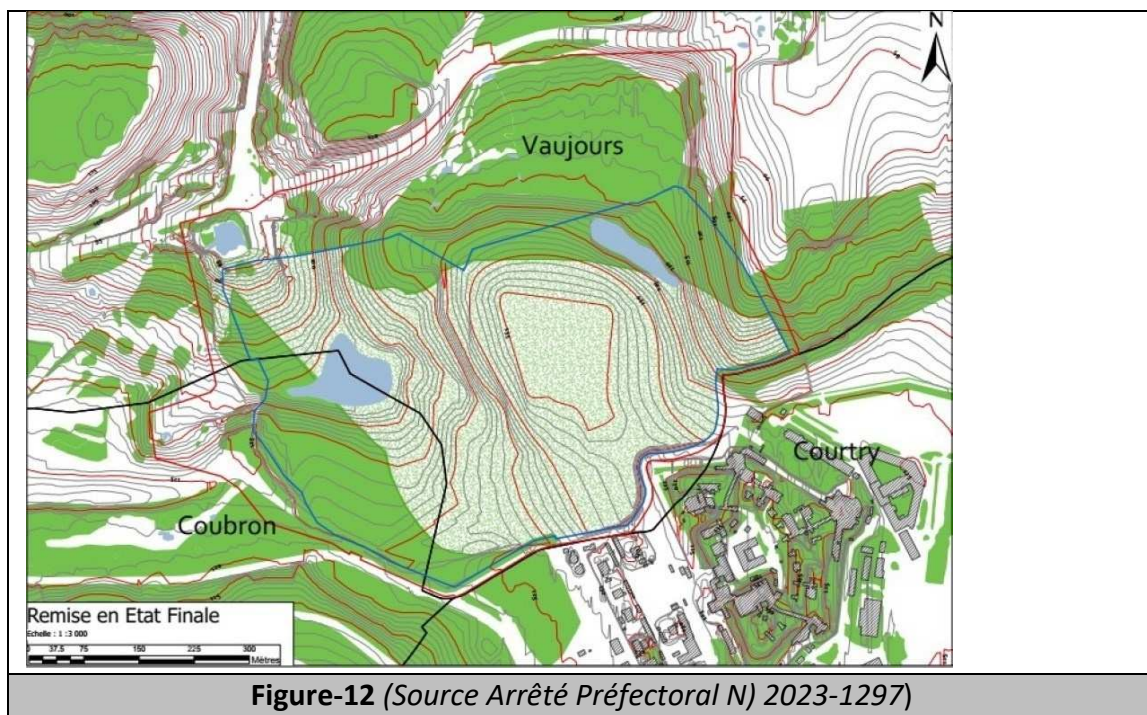 N
Vaujours
Courtry
Coubron
Remise en Etat Finale
Echelle : 1 :3 000
0 37.5 75 150 225 300
Mètres
Figure-12 (Source Arrêté Préfectoral N) 2023-1297)